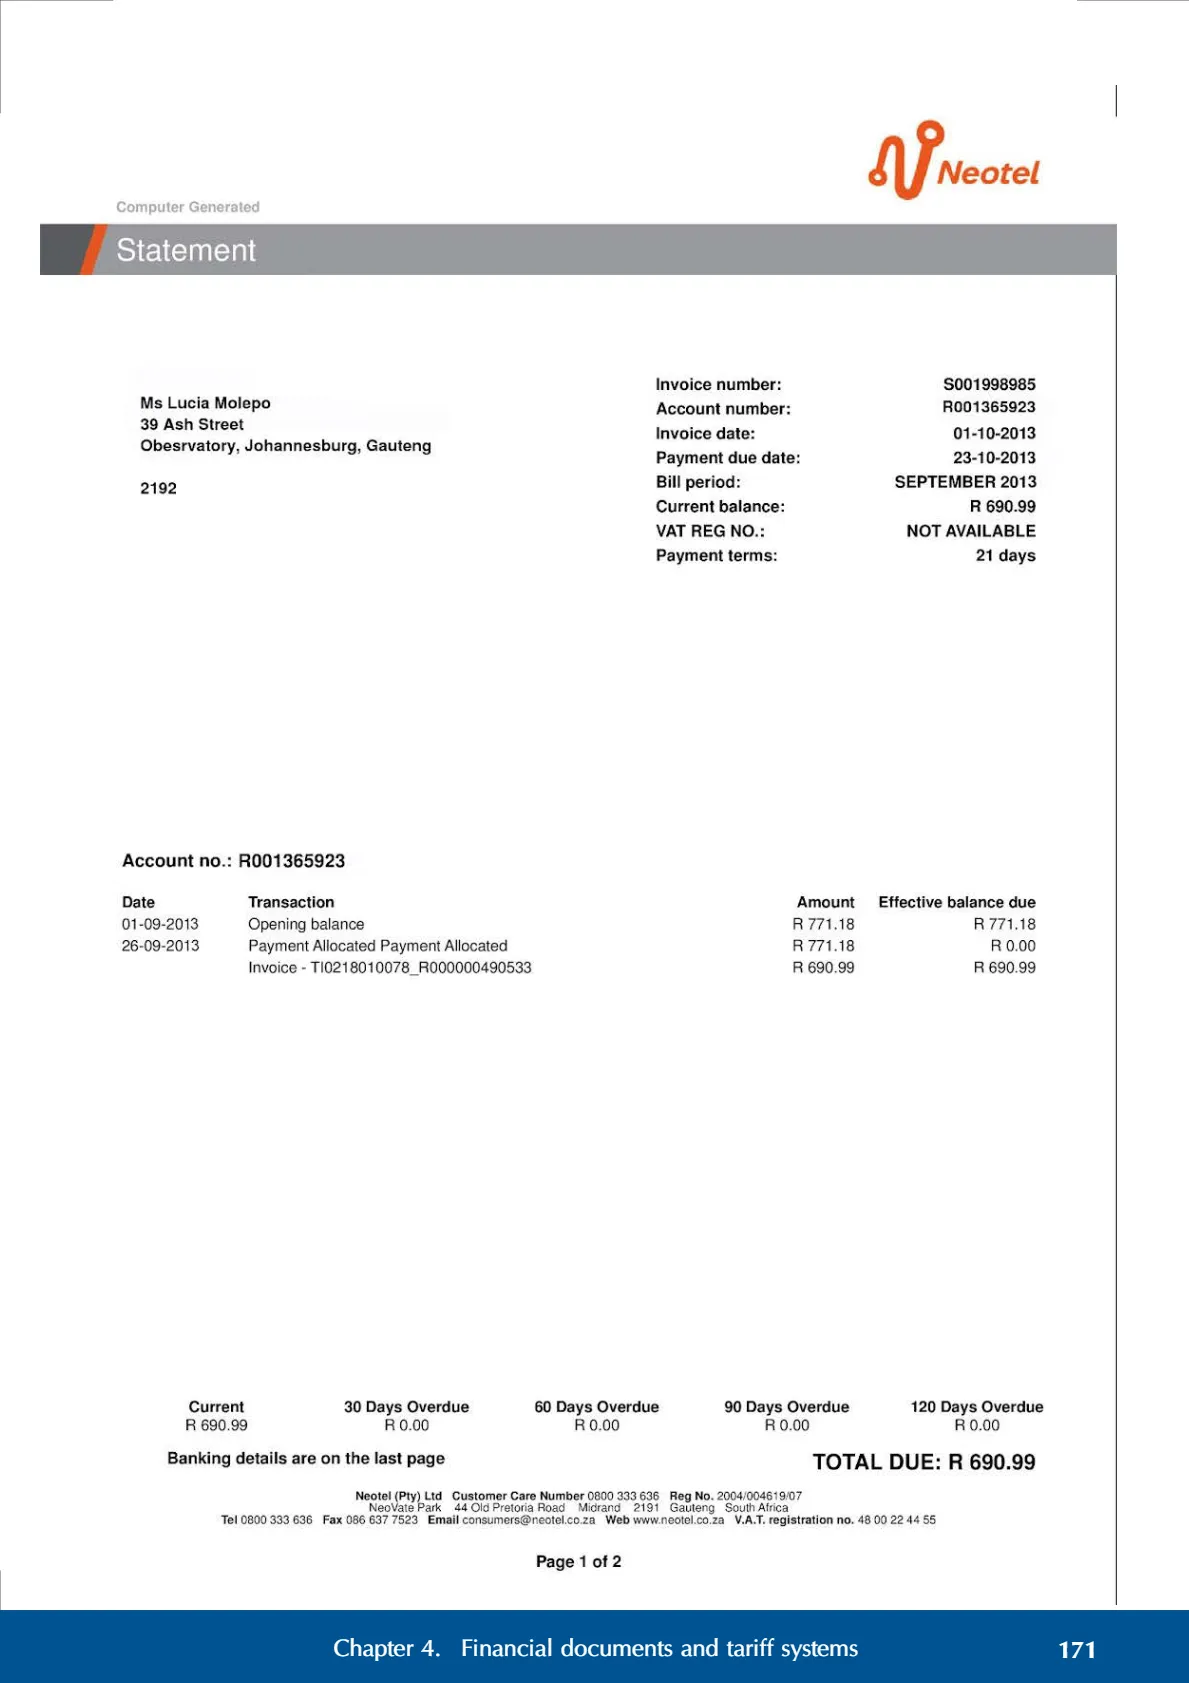 Neotel
Computer Generated
Statement
Ms Lucia Molepo
39 Ash Street
Obesrvatory, Johannesburg, Gauteng
2192
Invoice number: S001998985
Account number: R001365923
Invoice date: 01-10-2013
Payment due date: 23-10-2013
Bill period: SEPTEMBER 2013
Current balance: R 690.99
VAT REG NO.: NOT AVAILABLE
Payment terms: 21 days
Account no.: R001365923
Date Transaction Amount Effective balance due
01-09-2013 Opening balance R 771.18 R 771.18
26-09-2013 Payment Allocated Payment Allocated R 771.18 R 0.00
Invoice - TI0218010078_R000000490533 R 690.99 R 690.99
Current 30 Days Overdue 60 Days Overdue 90 Days Overdue 120 Days Overdue
R 690.99 R 0.00 R 0.00 R 0.00 R 0.00
Banking details are on the last page TOTAL DUE: R 690.99
Neotel (Pty) Ltd Customer Care Number 0800 333 636 Reg No. 2004/004619/07
NeoVate Park 44 Old Pretoria Road Midrand 2191 Gauteng South Africa
Tel 0800 333 636 Fax 086 637 7523 Email consumers@neotel.co.za Web www.neotel.co.za V.A.T. registration no. 48 00 22 44 55
Page 1 of 2
Chapter 4. Financial documents and tariff systems 171